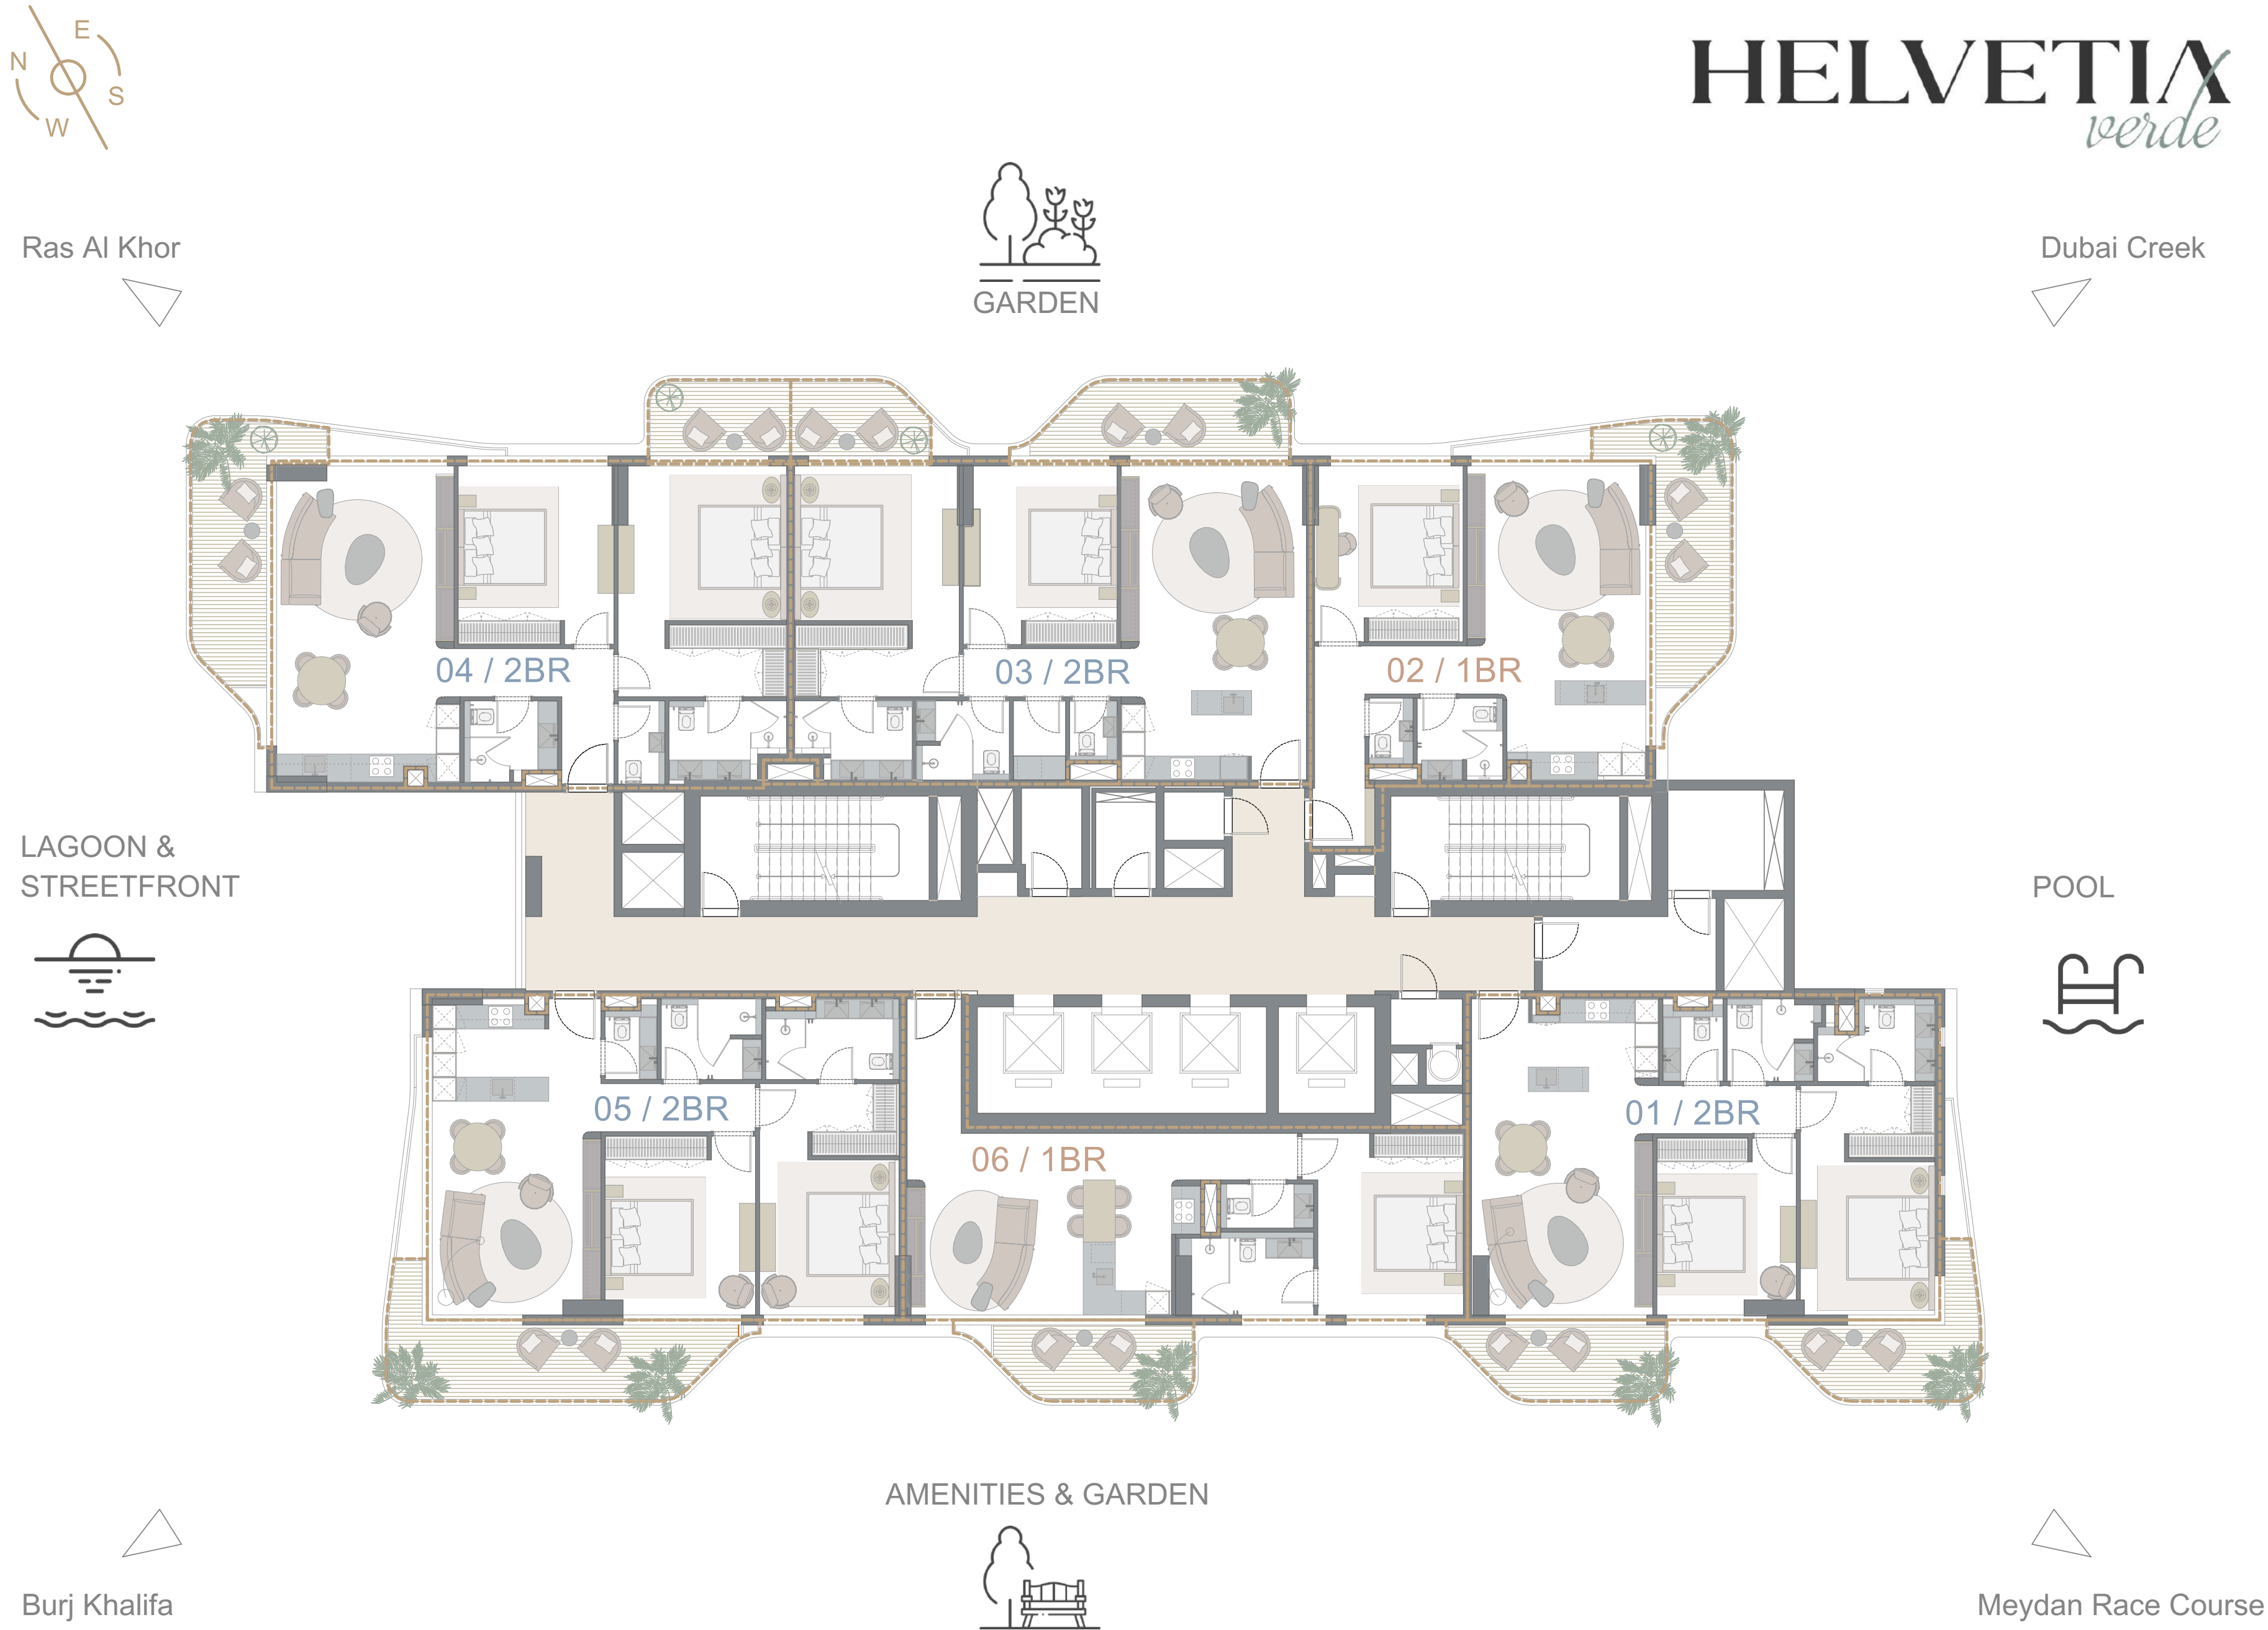 E
N
S
W
HELVETIA
verde
Ras Al Khor
Dubai Creek
GARDEN
04 / 2BR
03 / 2BR
02 / 1BR
LAGOON &
STREETFRONT
POOL
05 / 2BR
01 / 2BR
06 / 1BR
AMENITIES & GARDEN
Burj Khalifa
Meydan Race Course